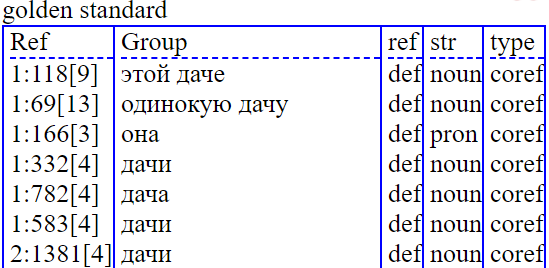 golden standard
Ref Group ref str type
1:118[9] этой даче def noun coref
1:69[13] одинокую дачу def noun coref
1:166[3] она def pron coref
1:332[4] дачи def noun coref
1:782[4] дача def noun coref
1:583[4] дачи def noun coref
2:1381[4] дачи def noun coref